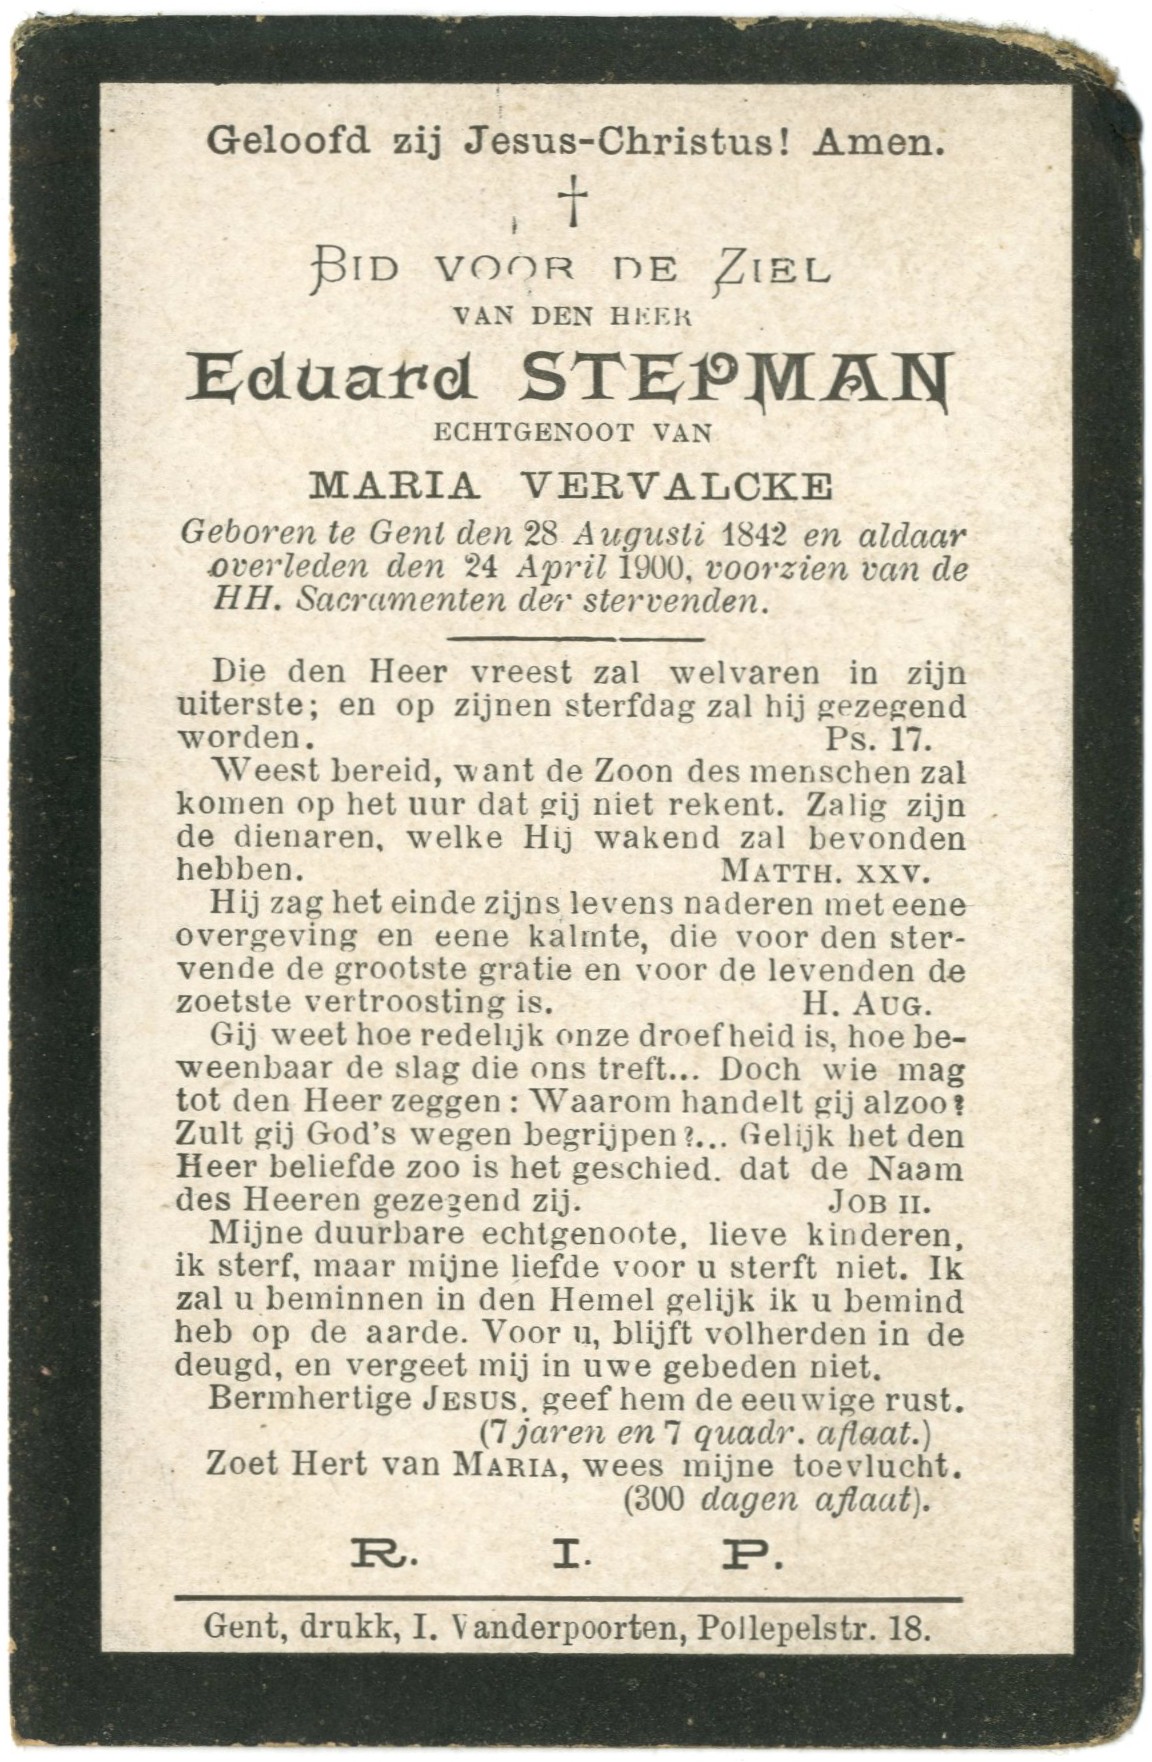 Geloofd zij Jesus-Christus! Amen.
†
BID VOOR DE ZIEL
VAN DEN HEER
Eduard STEPMAN
ECHTGENOOT VAN
MARIA VERVALCKE
Geboren te Gent den 28 Augusti 1842 en aldaar
overleden den 24 April 1900, voorzien van de
HH. Sacramenten der stervenden.
Die den Heer vreest zal welvaren in zijn
uiterste; en op zijnen sterfdag zal hij gezegend
worden. Ps. 17.
Weest bereid, want de Zoon des menschen zal
komen op het uur dat gij niet rekent. Zalig zijn
de dienaren, welke Hij wakend zal bevonden
hebben. MATTH. XXV.
Hij zag het einde zijns levens naderen met eene
overgeving en eene kalmte, die voor den ster-
vende de grootste gratie en voor de levenden de
zoetste vertroosting is. H. AUG.
Gij weet hoe redelijk onze droefheid is, hoe be-
weenbaar de slag die ons treft... Doch wie mag
tot den Heer zeggen: Waarom handelt gij alzoo?
Zult gij God's wegen begrijpen?... Gelijk het den
Heer beliefde zoo is het geschied. dat de Naam
des Heeren gezegend zij. JOB II.
Mijne duurbare echtgenoote, lieve kinderen,
ik sterf, maar mijne liefde voor u sterft niet. Ik
zal u beminnen in den Hemel gelijk ik u bemind
heb op de aarde. Voor u, blijft volherden in de
deugd, en vergeet mij in uwe gebeden niet.
Bermhertige JESUS, geef hem de eeuwige rust.
(7 jaren en 7 quadr. aflaat.)
Zoet Hert van MARIA, wees mijne toevlucht.
(300 dagen aflaat).
R. I. P.
Gent, drukk, I. Vanderpoorten, Pollepelstr. 18.